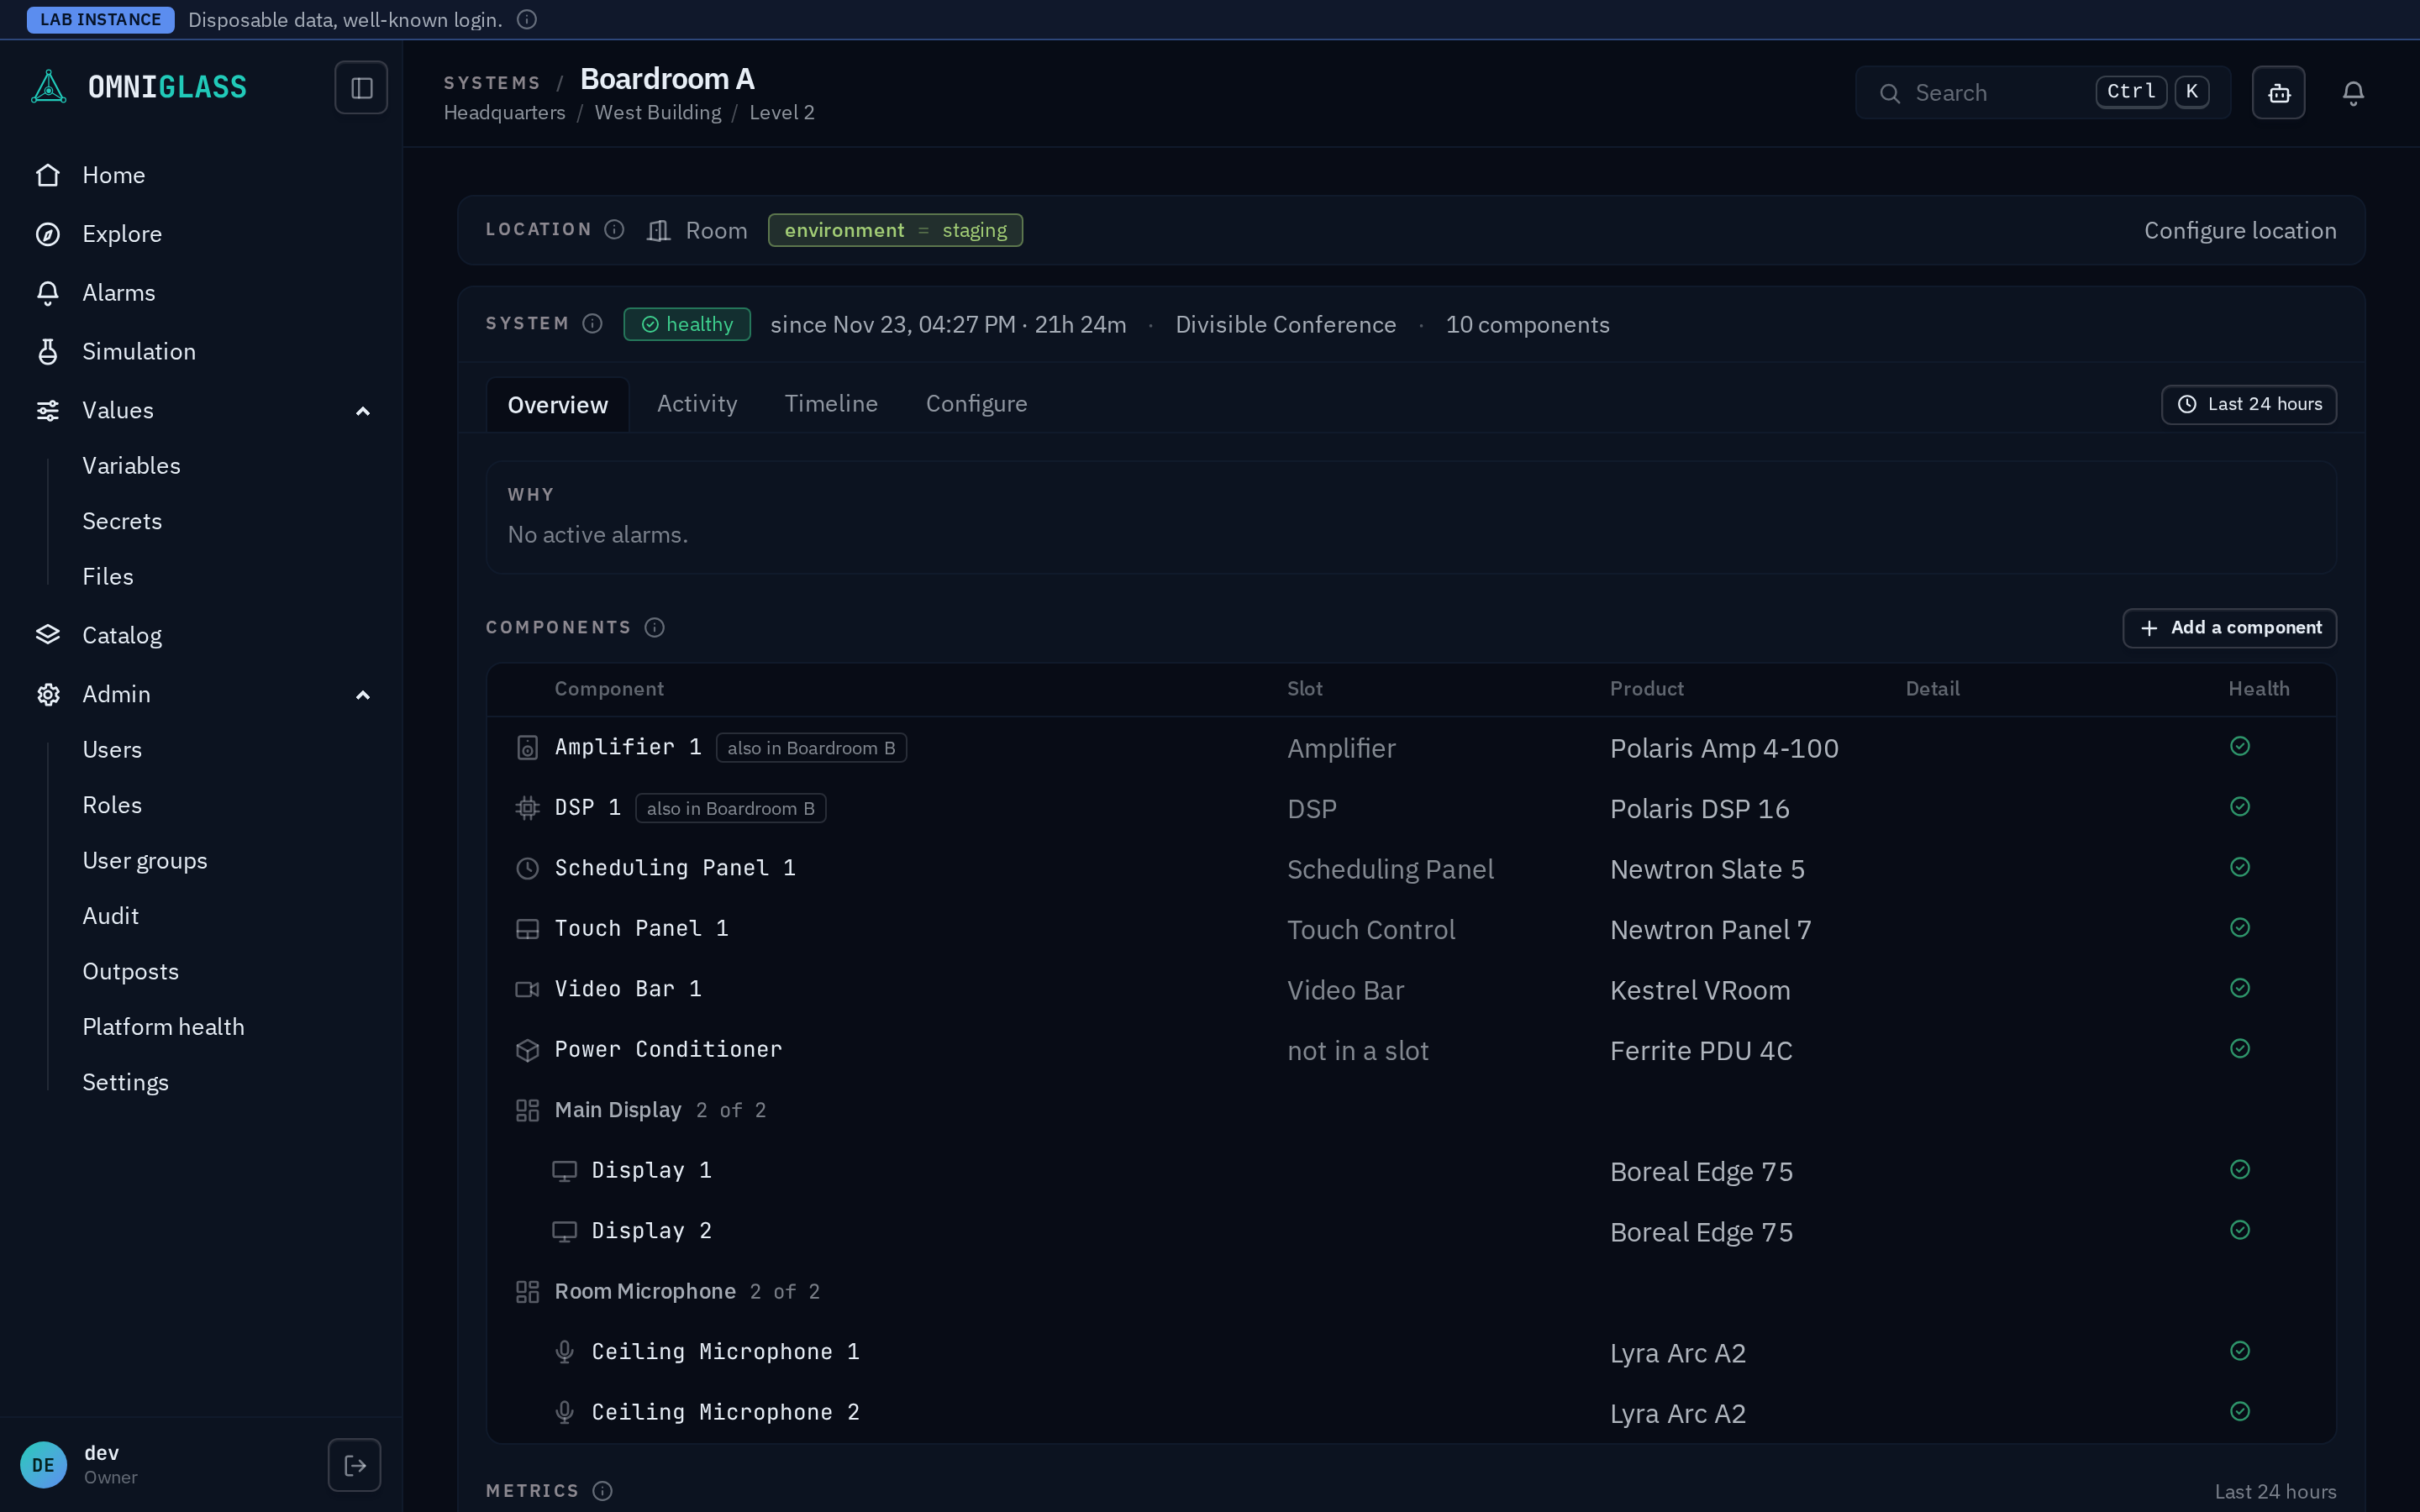 LAB INSTANCE Disposable data, well-known login.
OMNIGLASS
SYSTEMS / Boardroom A
Headquarters / West Building / Level 2
Search Ctrl K
Home
Explore
Alarms
Simulation
Values
Variables
Secrets
Files
Catalog
Admin
Users
Roles
User groups
Audit
Outposts
Platform health
Settings
DE dev
Owner
LOCATION Room environment = staging Configure location
SYSTEM healthy since Nov 23, 04:27 PM · 21h 24m · Divisible Conference · 10 components
Overview Activity Timeline Configure Last 24 hours
WHY
No active alarms.
COMPONENTS Add a component
Component Slot Product Detail Health
Amplifier 1 also in Boardroom B Amplifier Polaris Amp 4-100
DSP 1 also in Boardroom B DSP Polaris DSP 16
Scheduling Panel 1 Scheduling Panel Newtron Slate 5
Touch Panel 1 Touch Control Newtron Panel 7
Video Bar 1 Video Bar Kestrel VRoom
Power Conditioner not in a slot Ferrite PDU 4C
Main Display 2 of 2
Display 1 Boreal Edge 75
Display 2 Boreal Edge 75
Room Microphone 2 of 2
Ceiling Microphone 1 Lyra Arc A2
Ceiling Microphone 2 Lyra Arc A2
METRICS Last 24 hours